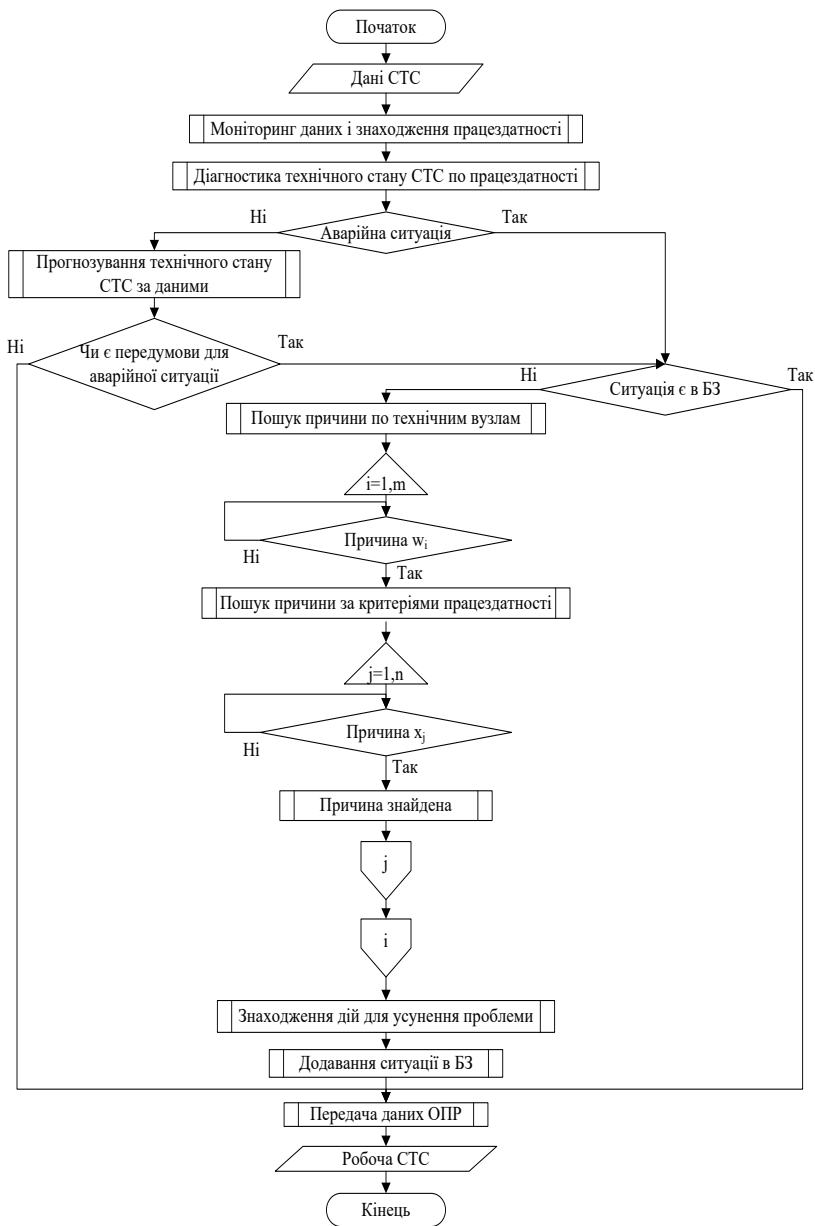 Початок
Дані СТС
Моніторинг даних і знаходження працездатності
Діагностика технічного стану СТС по працездатності
Ні
Так
Аварійна ситуація
Прогнозування технічного стану
СТС за даними
Ні
Чи є передумови для
аварійної ситуації
Так
Ні
Ситуація є в БЗ
Так
Пошук причини по технічним вузлам
i=1,m
Причина wi
Ні
Так
Пошук причини за критеріями працездатності
j=1,n
Причина xj
Ні
Так
Причина знайдена
j
i
Знаходження дій для усунення проблеми
Додавання ситуації в БЗ
Передача даних ОПР
Робоча СТС
Кінець